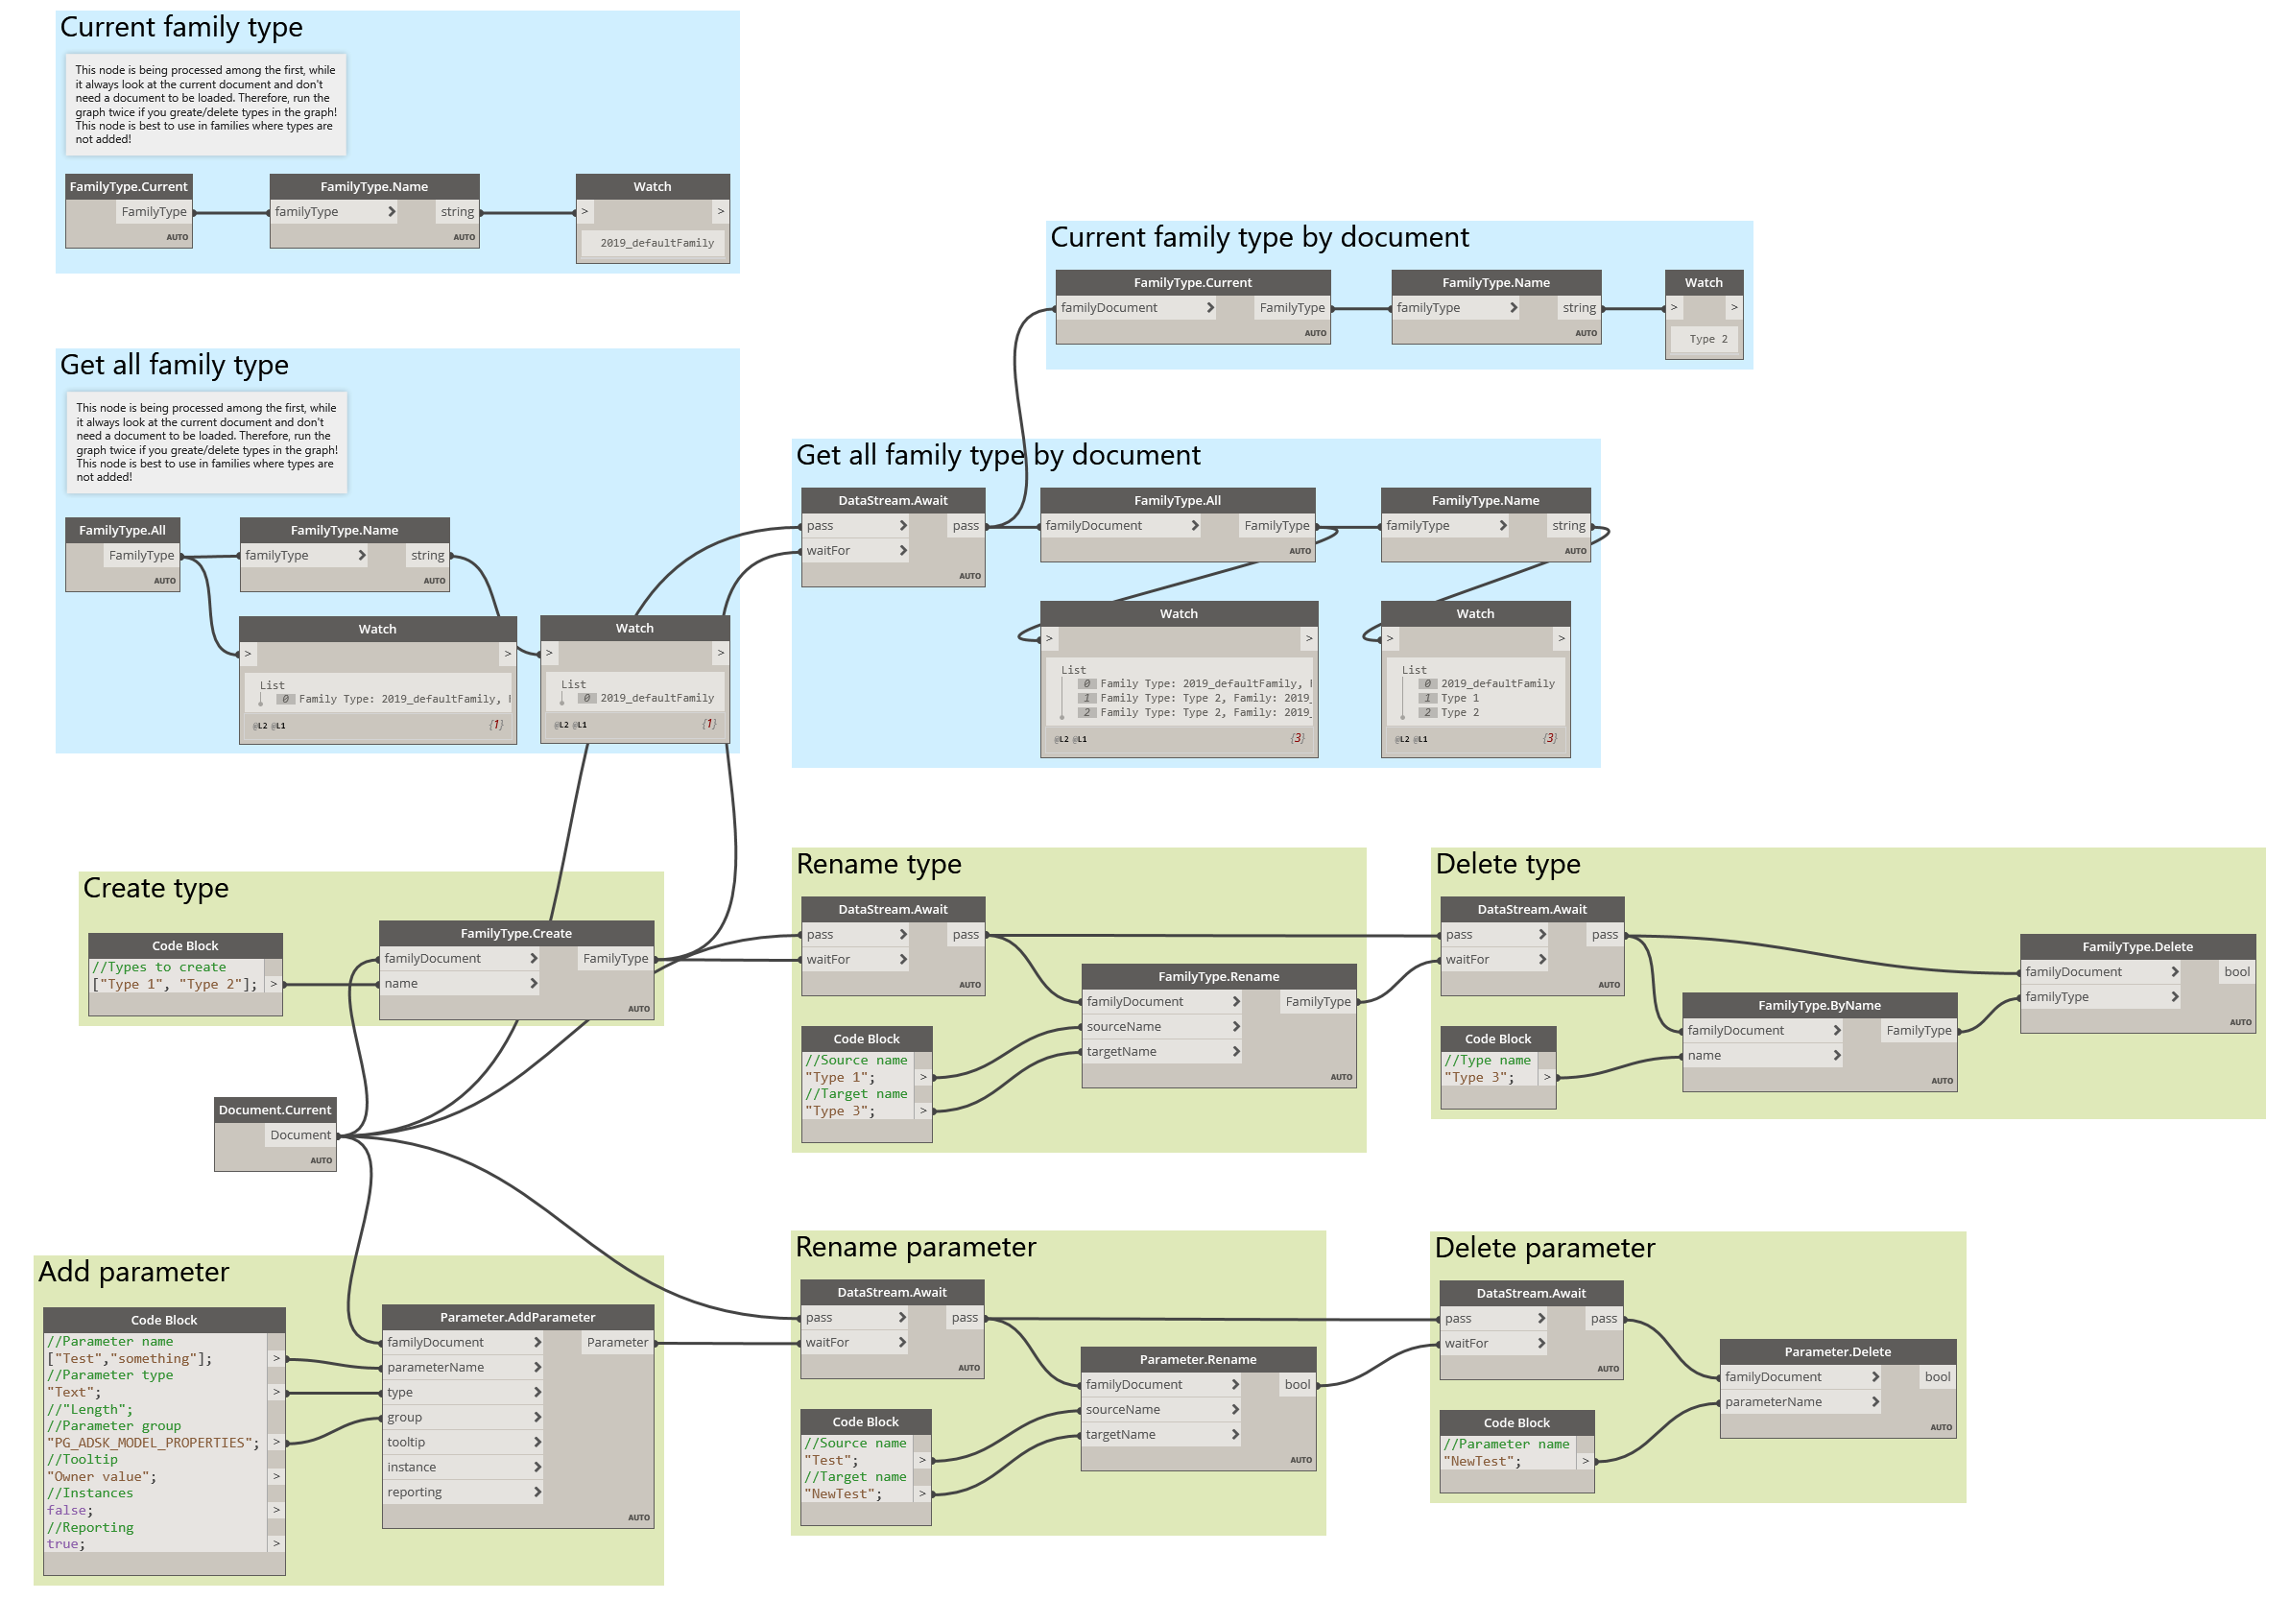 Current family type
This node is being processed among the first, while
it always look at the current document and don't
need a document to be loaded. Therefore, run the
graph twice if you greate/delete types in the graph!
This node is best to use in families where types are
not added!
FamilyType.Current
FamilyType
AUTO
FamilyType.Name
familyType
string
AUTO
Watch
> >
2019_defaultFamily
Current family type by document
FamilyType.Current
familyDocument
FamilyType
AUTO
FamilyType.Name
familyType
string
AUTO
Watch
> >
Type 2
Get all family type
This node is being processed among the first, while
it always look at the current document and don't
need a document to be loaded. Therefore, run the
graph twice if you greate/delete types in the graph!
This node is best to use in families where types are
not added!
FamilyType.All
FamilyType
AUTO
FamilyType.Name
familyType
string
AUTO
Watch
> >
List
0 Family Type: 2019_defaultFamily,
@L2 @L1 {1}
Watch
> >
List
0 2019_defaultFamily
@L2 @L1 {1}
Get all family type by document
DataStream.Await
pass
pass
waitFor
AUTO
FamilyType.All
familyDocument
FamilyType
AUTO
FamilyType.Name
familyType
string
AUTO
Watch
> >
List
0 Family Type: 2019_defaultFamily,
1 Family Type: Type 2, Family: 2019_
2 Family Type: Type 2, Family: 2019_
@L2 @L1 {3}
Watch
> >
List
0 2019_defaultFamily
1 Type 1
2 Type 2
@L2 @L1 {3}
Create type
Code Block
//Types to create
["Type 1", "Type 2"]; >
FamilyType.Create
familyDocument
FamilyType
name
AUTO
Rename type
DataStream.Await
pass
pass
waitFor
AUTO
Code Block
//Source name
"Type 1"; >
//Target name
"Type 3"; >
FamilyType.Rename
familyDocument
FamilyType
sourceName
targetName
AUTO
Delete type
DataStream.Await
pass
pass
waitFor
AUTO
Code Block
//Type name
"Type 3"; >
FamilyType.ByName
familyDocument
FamilyType
name
AUTO
FamilyType.Delete
familyDocument
bool
familyType
AUTO
Document.Current
Document
AUTO
Add parameter
Code Block
//Parameter name
["Test","something"]; >
//Parameter type
"Text"; >
//"Length";
//Parameter group
"PG_ADSK_MODEL_PROPERTIES"; >
//Tooltip
"Owner value"; >
//Instances
false; >
//Reporting
true; >
Parameter.AddParameter
familyDocument
Parameter
parameterName
type
group
tooltip
instance
reporting
AUTO
Rename parameter
DataStream.Await
pass
pass
waitFor
AUTO
Code Block
//Source name
"Test"; >
//Target name
"NewTest"; >
Parameter.Rename
familyDocument
bool
sourceName
targetName
AUTO
Delete parameter
DataStream.Await
pass
pass
waitFor
AUTO
Code Block
//Parameter name
"NewTest"; >
Parameter.Delete
familyDocument
bool
parameterName
AUTO